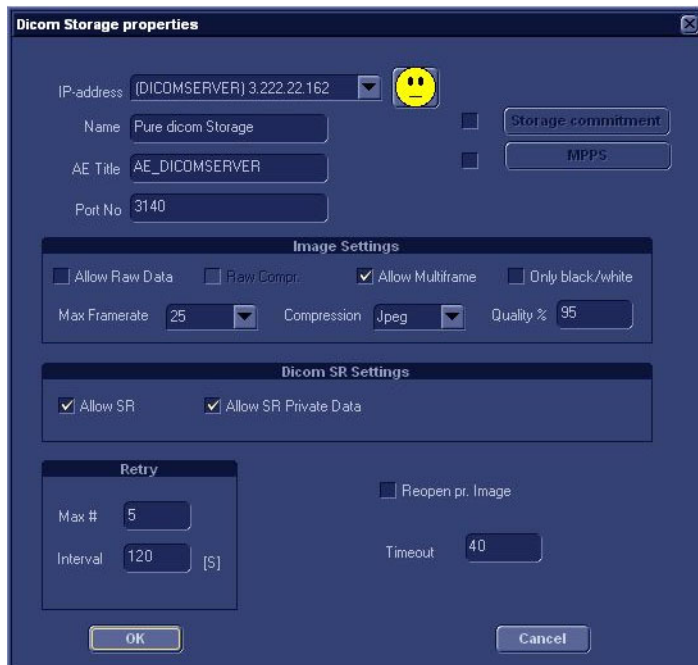 Dicom Storage properties
IP-address (DICOMSERVER) 3.222.22.162
Name Pure dicom Storage
Storage commitment
AE Title AE_DICOMSERVER
MPPS
Port No 3140
Image Settings
Allow Raw Data Raw Compr. Allow Multiframe Only black/white
Max Framerate 25 Compression Jpeg Quality % 95
Dicom SR Settings
Allow SR Allow SR Private Data
Retry
Reopen pr. Image
Max # 5
Timeout 40
Interval 120 [S]
OK Cancel